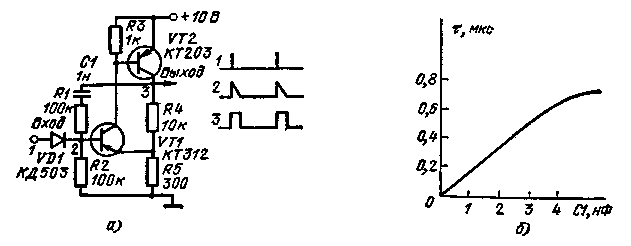 R3
1к
+10В
VT2
КТ203
C1
1н
Выход
3
R1
100к
Вход
1
2
VD1
КД503
R2
100к
R4
10к
VT1
КТ312
R5
300
1
2
3
а)
τ, мкс
0,8
0,6
0,4
0,2
0
1 2 3 4 C1, нФ
б)